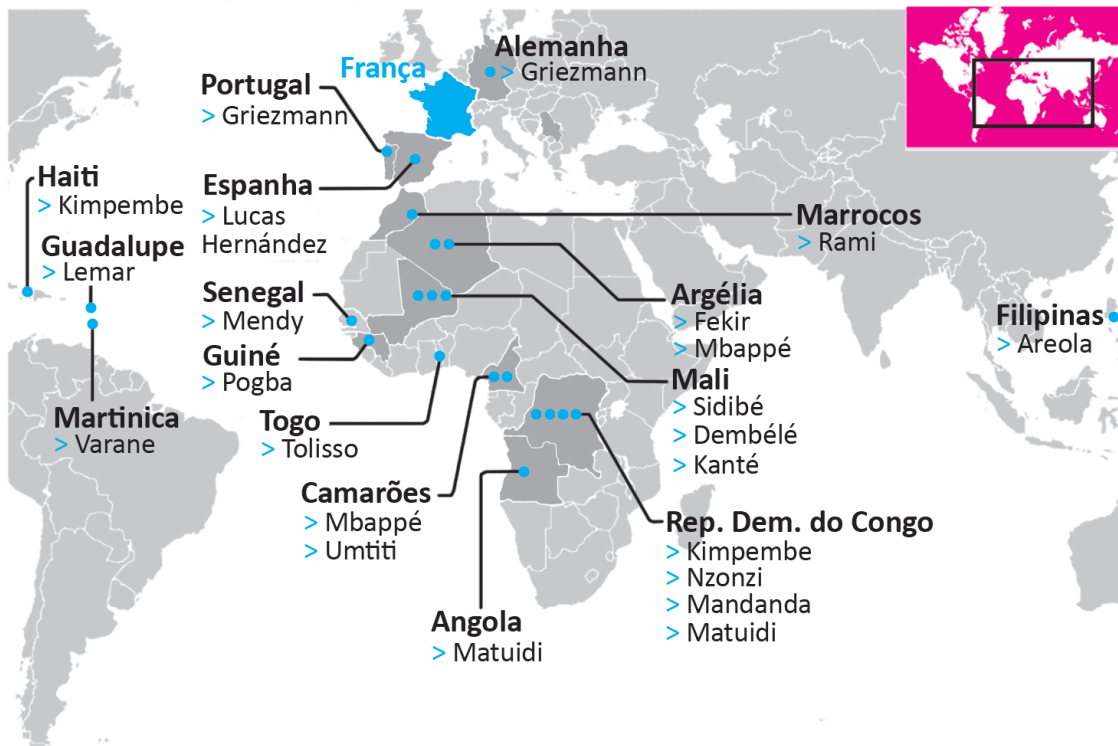 Alemanha
> Griezmann
França
Portugal
> Griezmann
Haiti
> Kimpembe
Espanha
> Lucas
Hernández
Marrocos
> Rami
Guadalupe
> Lemar
Senegal
> Mendy
Argélia
> Fekir
> Mbappé
Filipinas
> Areola
Guiné
> Pogba
Mali
> Sidibé
> Dembélé
> Kanté
Martinica
> Varane
Togo
> Tolisso
Camarões
> Mbappé
> Umtiti
Rep. Dem. do Congo
> Kimpembe
> Nzonzi
> Mandanda
> Matuidi
Angola
> Matuidi